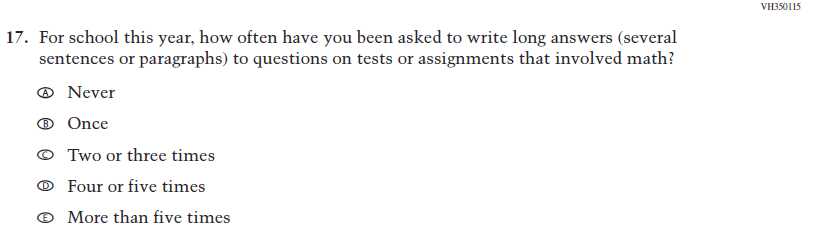 VH350115
17. For school this year, how often have you been asked to write long answers (several
sentences or paragraphs) to questions on tests or assignments that involved math?
Ⓐ Never
Ⓑ Once
Ⓒ Two or three times
Ⓓ Four or five times
Ⓔ More than five times